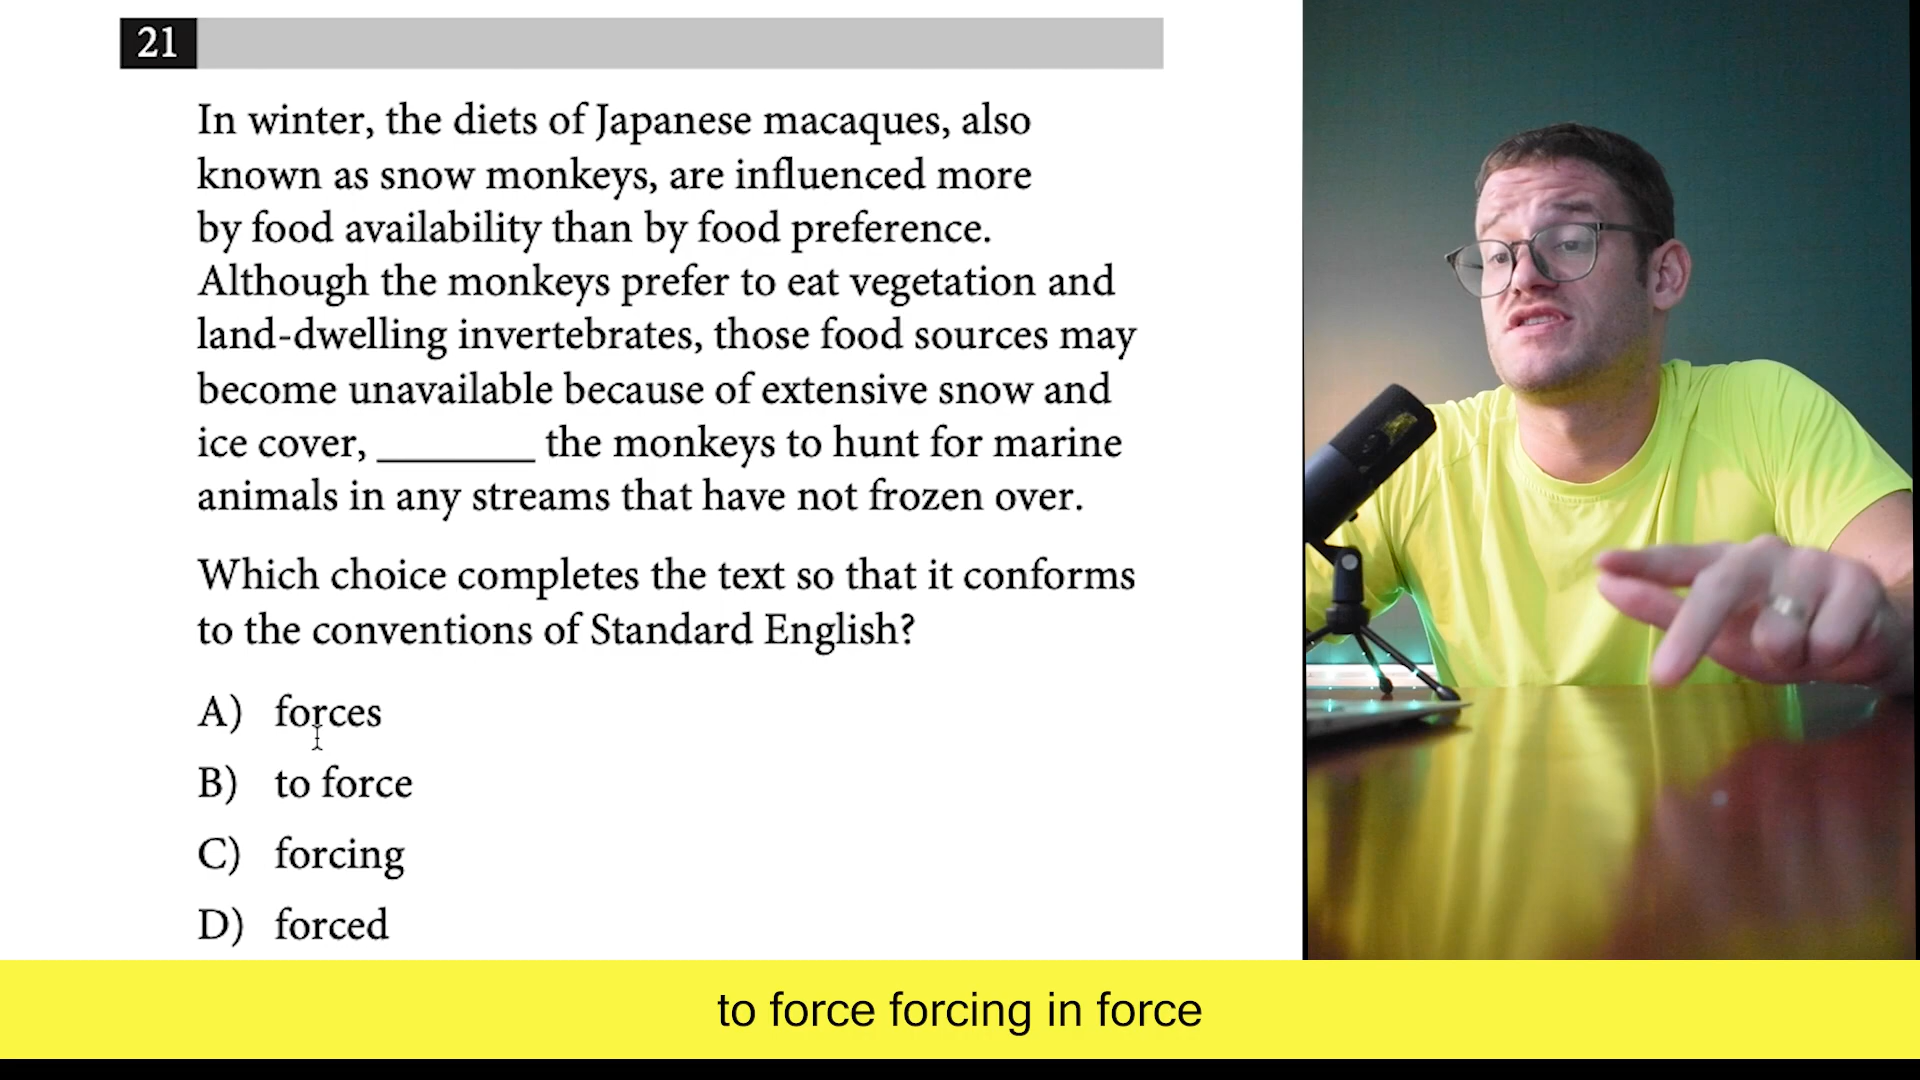 21
In winter, the diets of Japanese macaques, also
known as snow monkeys, are influenced more
by food availability than by food preference.
Although the monkeys prefer to eat vegetation and
land-dwelling invertebrates, those food sources may
become unavailable because of extensive snow and
ice cover, ________ the monkeys to hunt for marine
animals in any streams that have not frozen over.
Which choice completes the text so that it conforms
to the conventions of Standard English?
A) forces
B) to force
C) forcing
D) forced
to force forcing in force